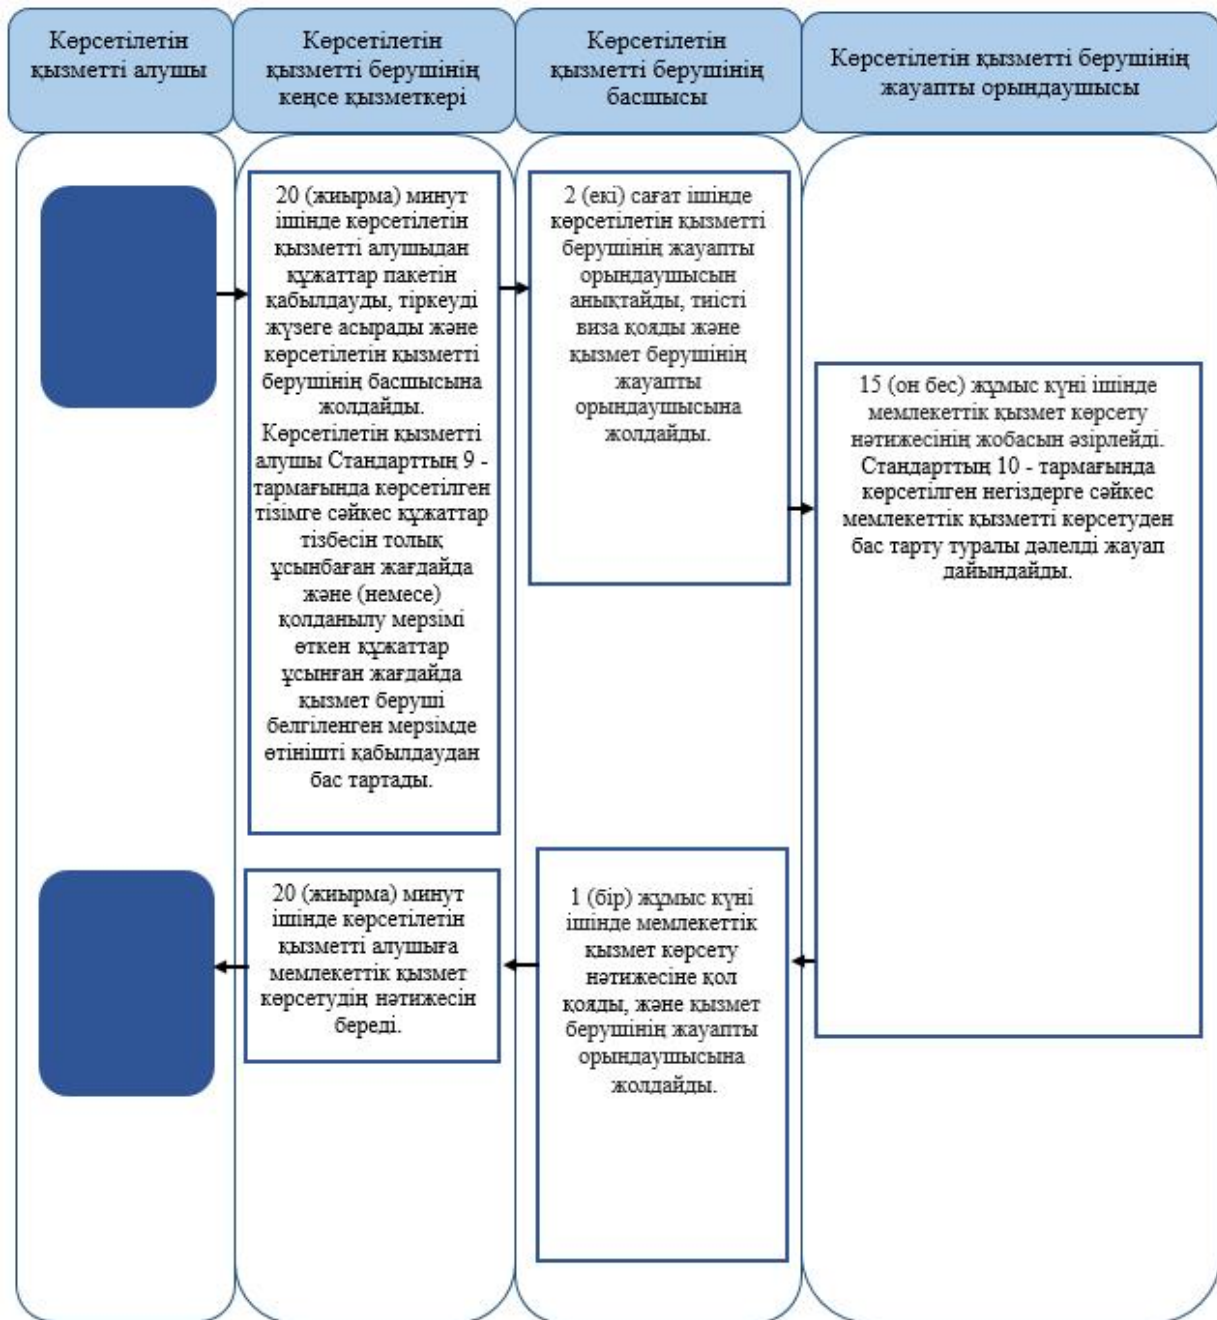 Көрсетілетін
қызметті алушы
Көрсетілетін
қызметті берушінің
кеңсе қызметкері
Көрсетілетін
қызметті берушінің
басшысы
Көрсетілетін қызметті берушінің
жауапты орындаушысы
20 (жиырма) минут
ішінде көрсетілетін
қызметті алушыдан
құжаттар пакетін
қабылдауды, тіркеуді
жүзеге асырады және
көрсетілетін қызметті
берушінің басшысына
жолдайды.
Көрсетілетін қызметті
алушы Стандарттың 9 -
тармағында көрсетілген
тізімге сәйкес құжаттар
тізбесін толық
ұсынбаған жағдайда
және (немесе)
қолданылу мерзімі
өткен құжаттар
ұсынған жағдайда
қызмет беруші
белгіленген мерзімде
өтінішті қабылдаудан
бас тартады.
2 (екі) сағат ішінде
көрсетілетін қызметті
берушінің жауапты
орындаушысын
анықтайды, тиісті
виза қояды және
қызмет берушінің
жауапты
орындаушысына
жолдайды.
15 (он бес) жұмыс күні ішінде
мемлекеттік қызмет көрсету
нәтижесінің жобасын әзірлейді.
Стандарттың 10 - тармағында
көрсетілген негіздерге сәйкес
мемлекеттік қызметті көрсетуден
бас тарту туралы дәлелді жауап
дайындайды.
20 (жиырма) минут
ішінде көрсетілетін
қызметті алушыға
мемлекеттік қызмет
көрсетудің нәтижесін
береді.
1 (бір) жұмыс күні
ішінде мемлекеттік
қызмет көрсету
нәтижесіне қол
қояды, және қызмет
берушінің жауапты
орындаушысына
жолдайды.